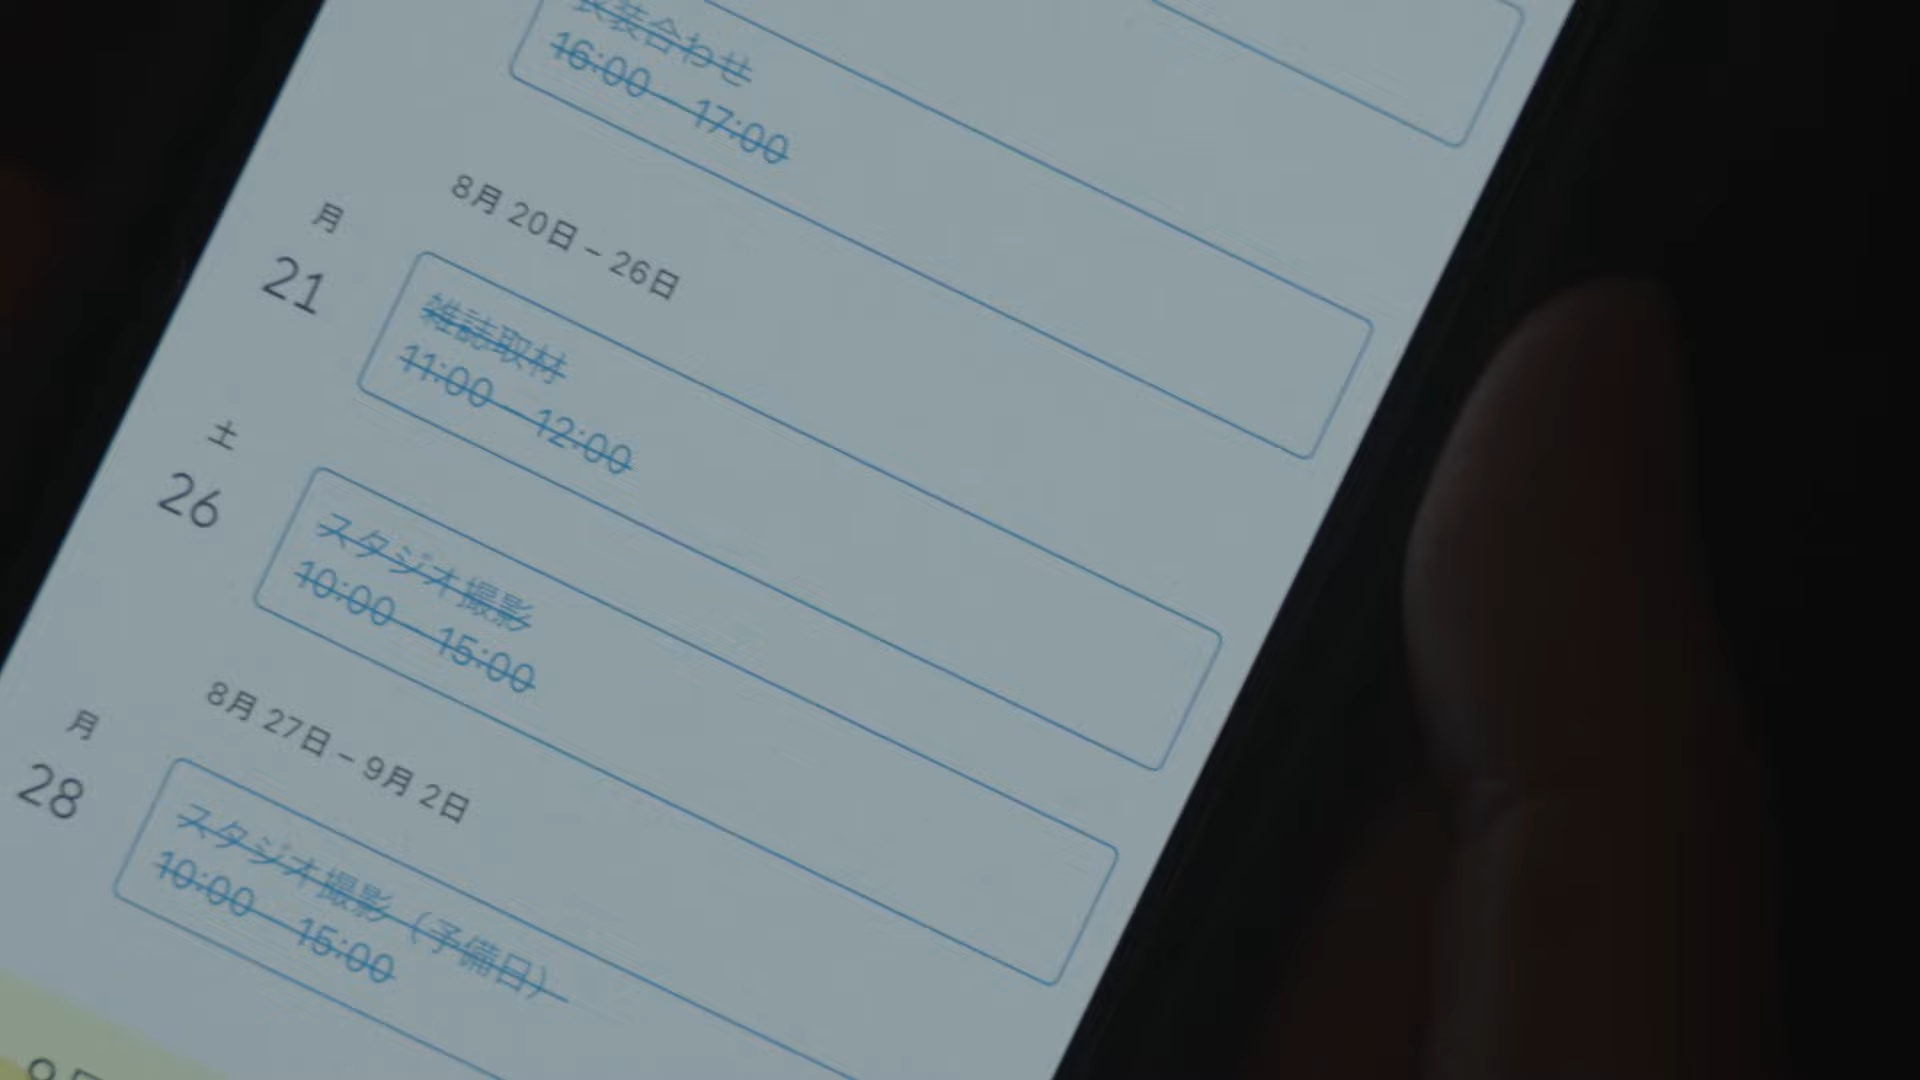 衣装合わせ
16:00 – 17:00
8月 20日 – 26日
月
21
雑誌取材
11:00 – 12:00
土
26
スタジオ撮影
10:00 – 15:00
8月 27日 – 9月 2日
月
28
スタジオ撮影（予備日）
10:00 – 15:00